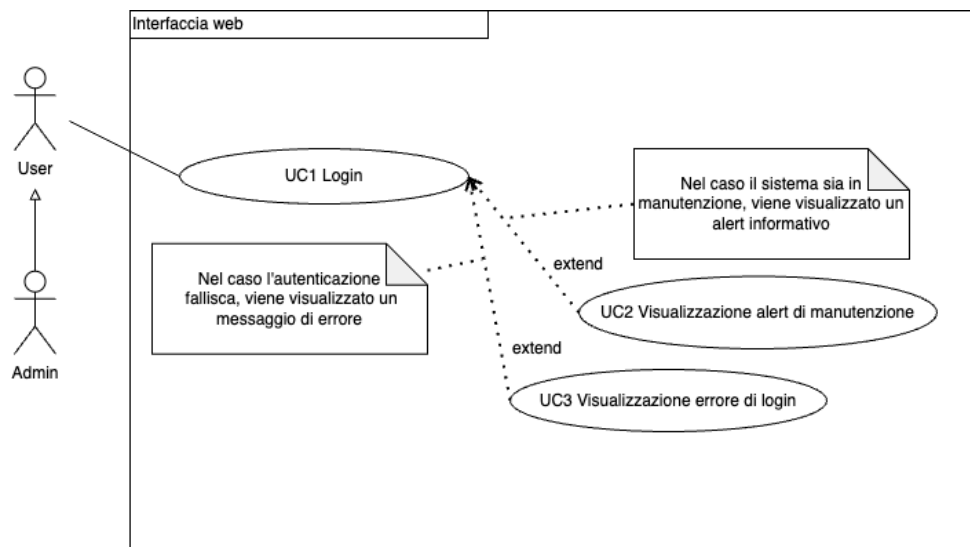 Interfaccia web
User
UC1 Login
Nel caso il sistema sia in
manutenzione, viene visualizzato un
alert informativo
Nel caso l'autenticazione
fallisca, viene visualizzato un
messaggio di errore
extend
UC2 Visualizzazione alert di manutenzione
extend
Admin
UC3 Visualizzazione errore di login